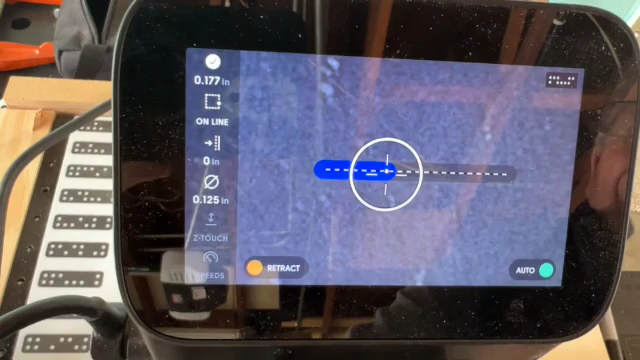 0.177 in
ON LINE
0 in
0.125 in
Z-TOUCH
SPEEDS
RETRACT
AUTO